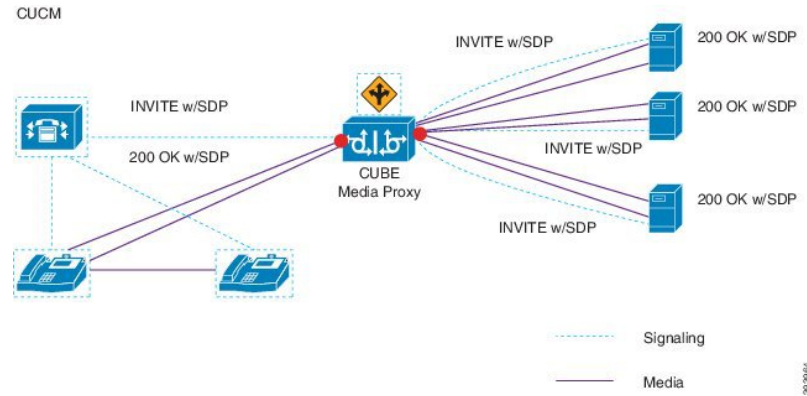 CUCM
INVITE w/SDP
200 OK w/SDP
INVITE w/SDP
200 OK w/SDP
200 OK w/SDP
INVITE w/SDP
200 OK w/SDP
d,l,b
CUBE
Media Proxy
INVITE w/SDP
Signaling
Media